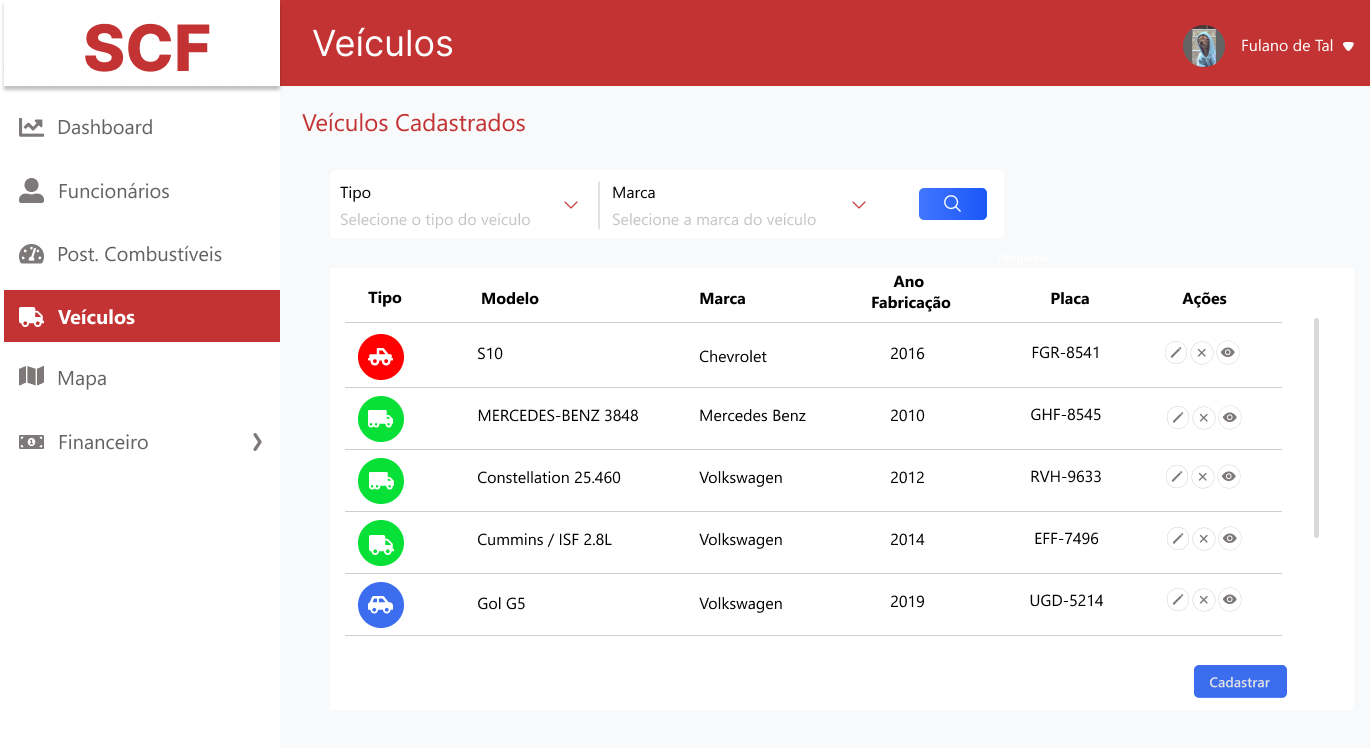 SCF
Veículos
Fulano de Tal
Dashboard
Funcionários
Post. Combustíveis
Veículos
Mapa
Financeiro
Veículos Cadastrados
Tipo
Selecione o tipo do veículo
Marca
Selecione a marca do veículo
Pesquisar
Tipo Modelo Marca Ano Fabricação Placa Ações
S10 Chevrolet 2016 FGR-8541
MERCEDES-BENZ 3848 Mercedes Benz 2010 GHF-8545
Constellation 25.460 Volkswagen 2012 RVH-9633
Cummins / ISF 2.8L Volkswagen 2014 EFF-7496
Gol G5 Volkswagen 2019 UGD-5214
Cadastrar